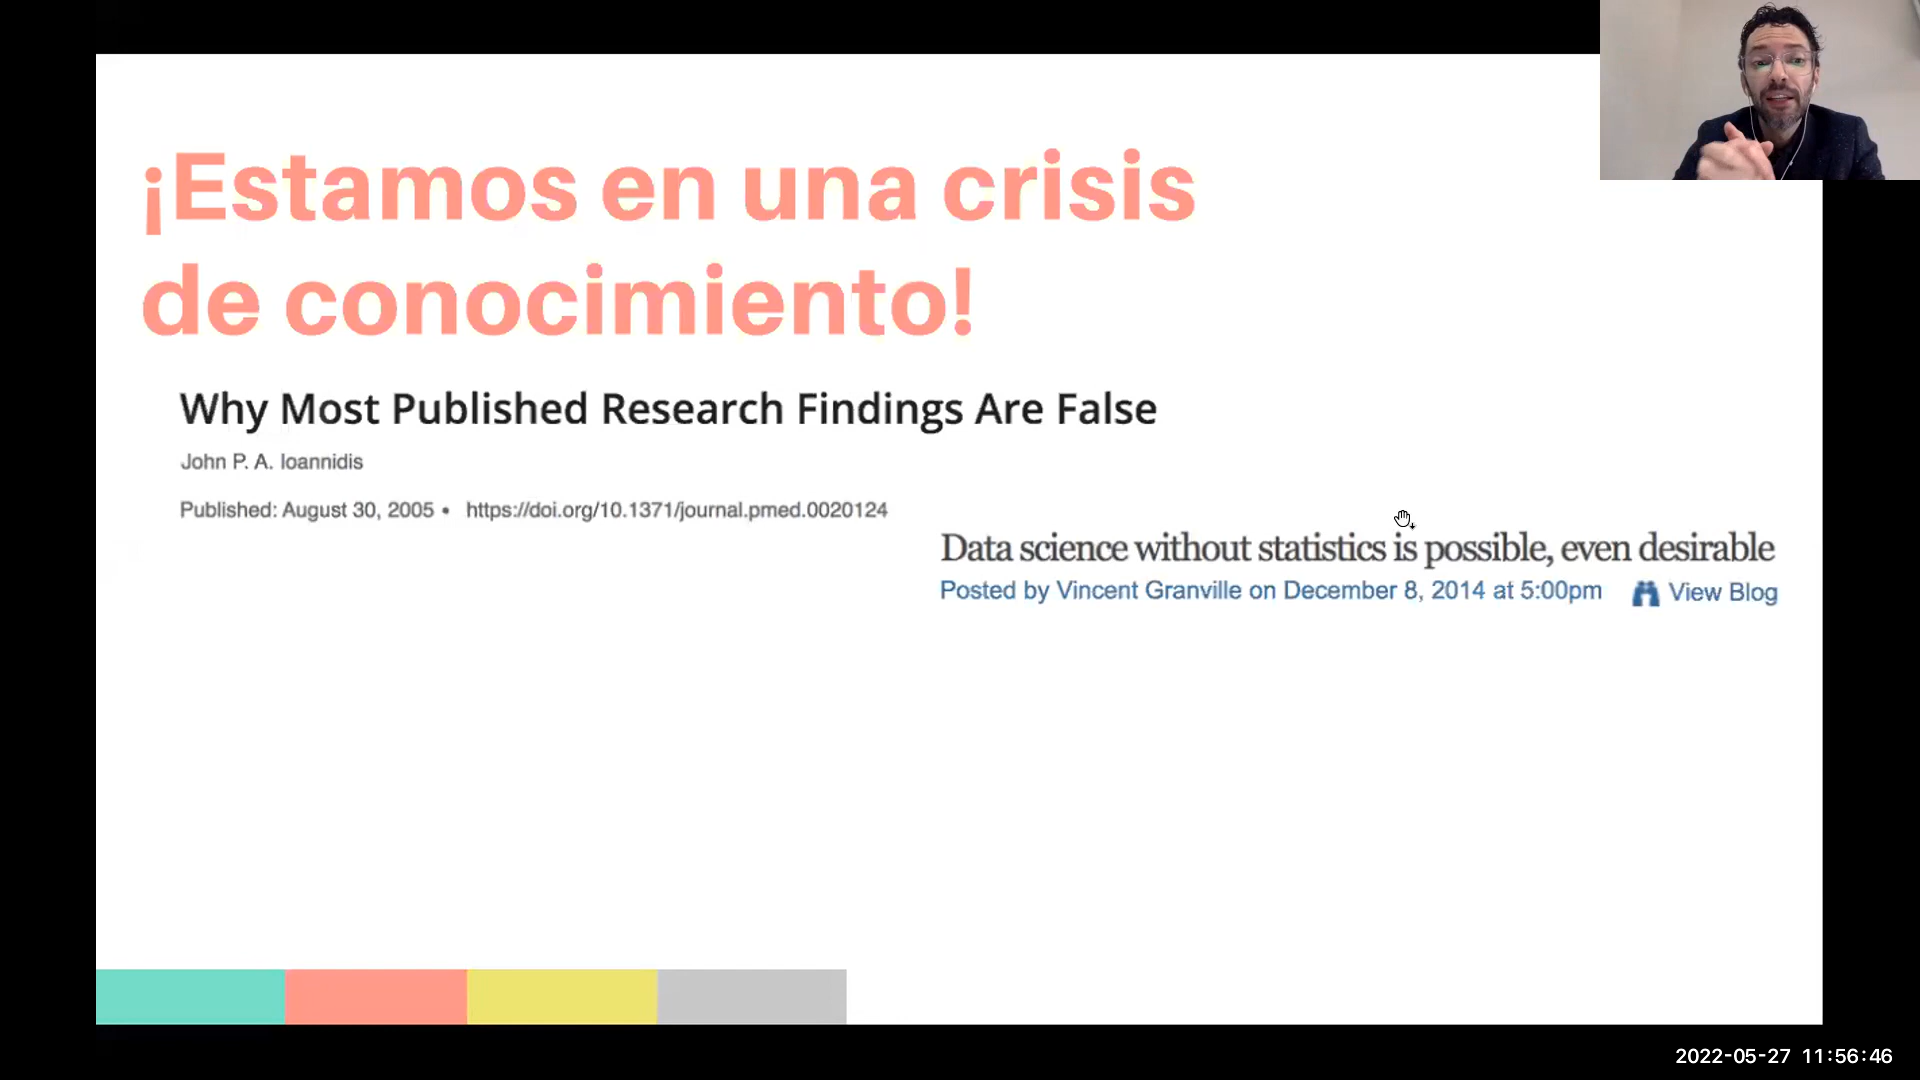 ¡Estamos en una crisis
de conocimiento!
Why Most Published Research Findings Are False
John P. A. Ioannidis
Published: August 30, 2005 • https://doi.org/10.1371/journal.pmed.0020124
Data science without statistics is possible, even desirable
Posted by Vincent Granville on December 8, 2014 at 5:00pm View Blog
2022-05-27 11:56:46